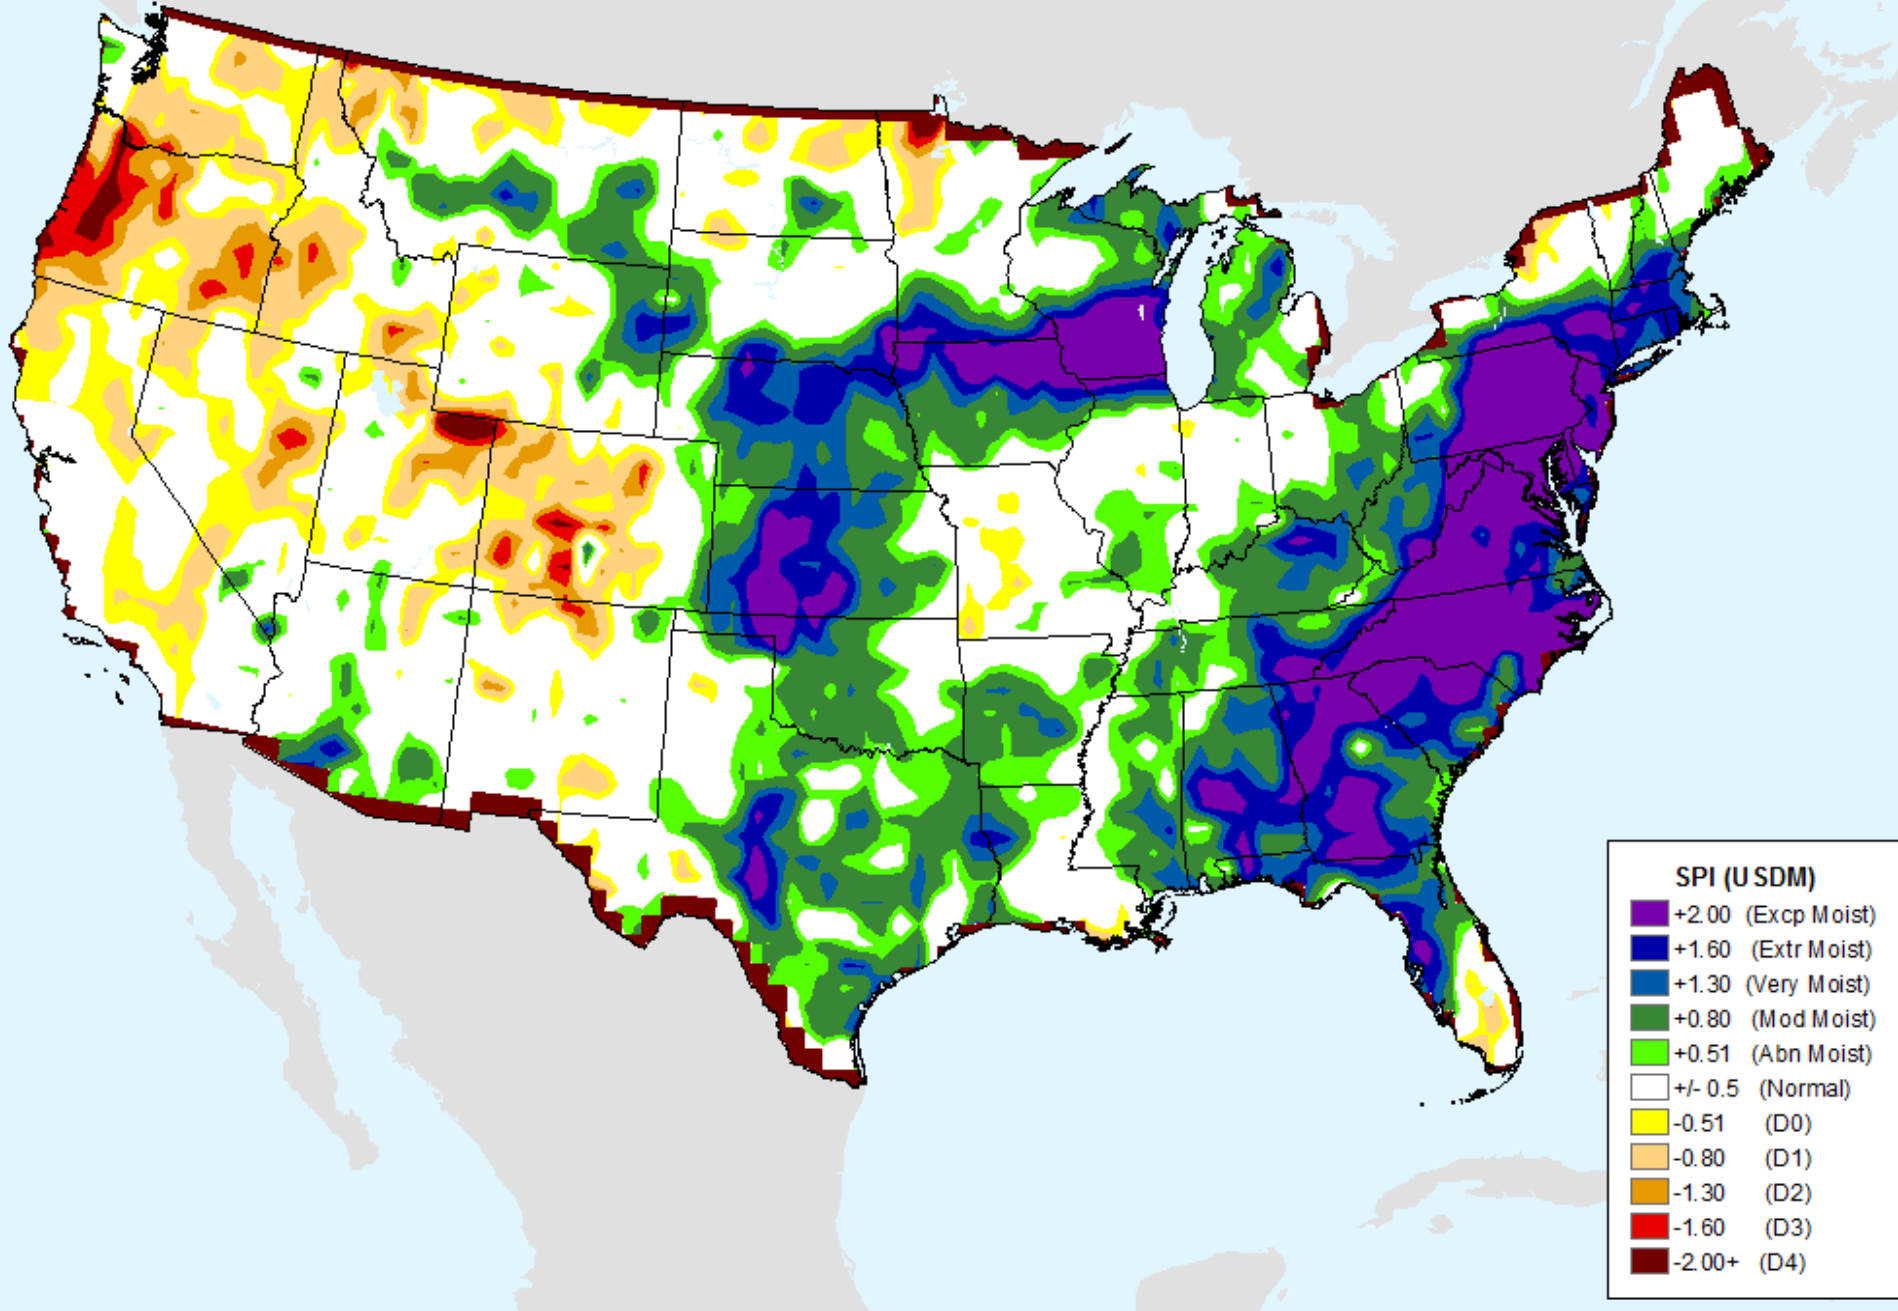 SPI (USDM)
+2.00 (Excp Moist)
+1.60 (Extr Moist)
+1.30 (Very Moist)
+0.80 (Mod Moist)
+0.51 (Abn Moist)
+/- 0.5 (Normal)
-0.51 (D0)
-0.80 (D1)
-1.30 (D2)
-1.60 (D3)
-2.00+ (D4)